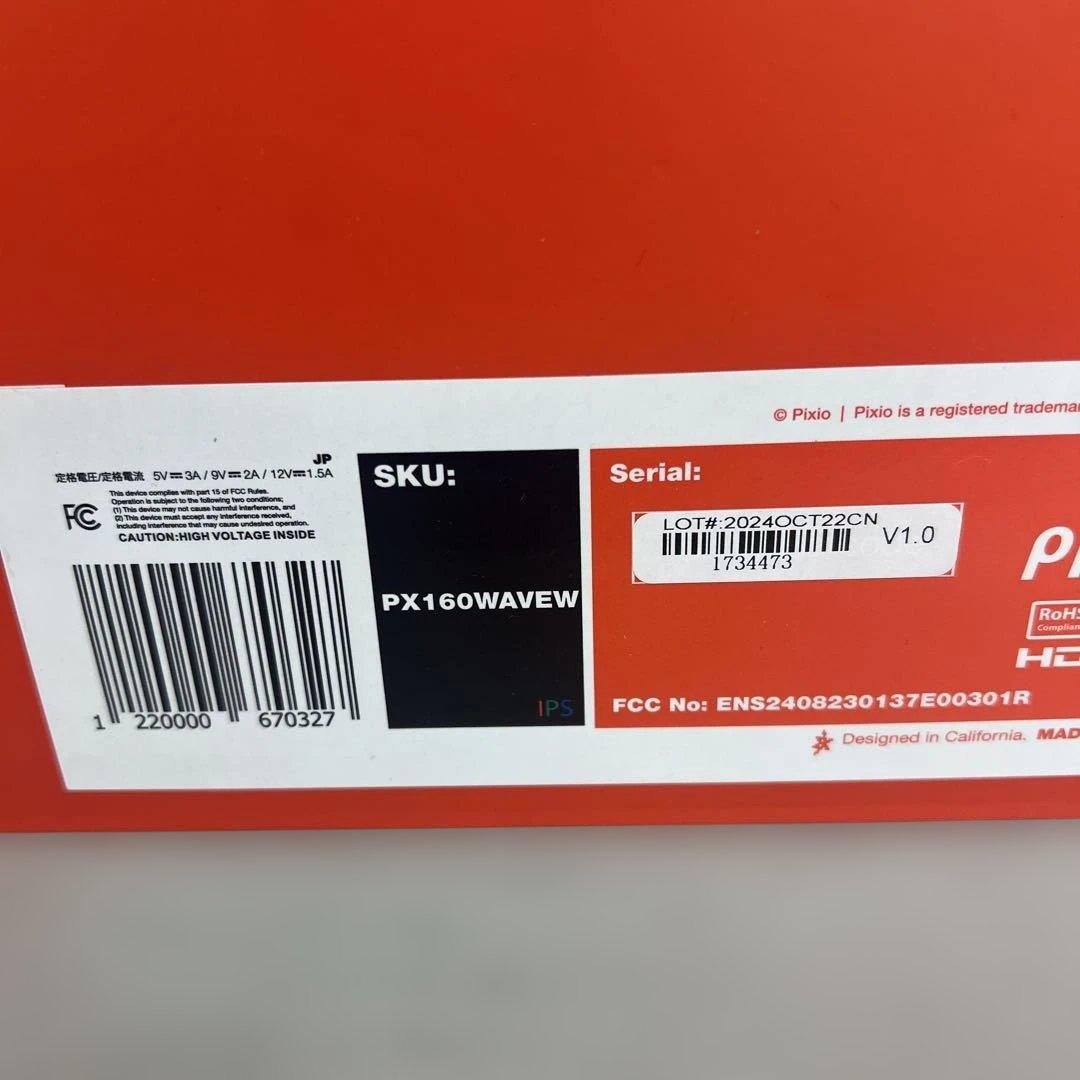 © Pixio | Pixio is a registered
JP
定格電圧/定格電流 5V⎓3A / 9V⎓2A / 12V⎓1.5A
FC
This device complies with part 15 of FCC Rules.
Operation is subject to the following two conditions;
(1) This device may not cause harmful interference, and
(2) This device must accept any interference received,
including interference that may cause undesired operation.
CAUTION:HIGH VOLTAGE INSIDE
1 220000 670327
SKU:
PX160WAVEW
IPS
Serial:
LOT#:2024OCT22CN
V1.0
1734473
RoHS
FCC No: ENS2408230137E00301R
Designed in California.